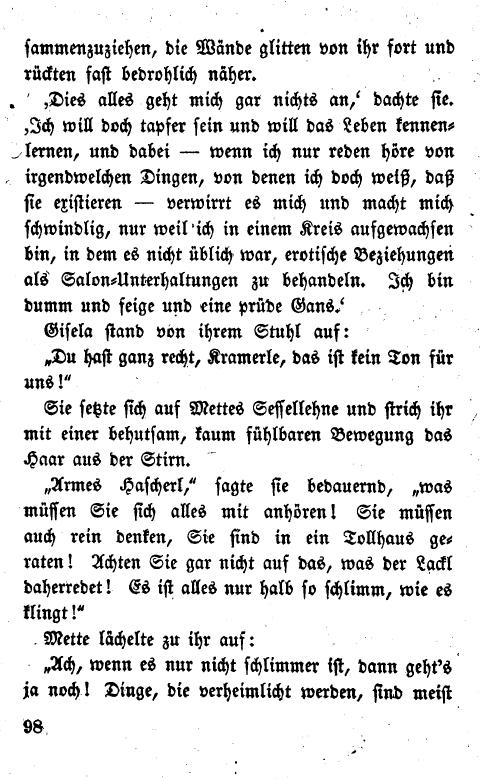 sammenzuziehen, die Wände glitten von ihr fort und
rückten fast bedrohlich näher.
‚Dies alles geht mich gar nichts an,‘ dachte sie.
‚Ich will doch tapfer sein und will das Leben kennen-
lernen, und dabei — wenn ich nur reden höre von
irgendwelchen Dingen, von denen ich doch weiß, daß
sie existieren — verwirrt es mich und macht mich
schwindlig, nur weil ich in einem Kreis aufgewachsen
bin, in dem es nicht üblich war, erotische Beziehungen
als Salon-Unterhaltungen zu behandeln. Ich bin
dumm und feige und eine prüde Gans.‘
Gisela stand von ihrem Stuhl auf:
„Du hast ganz recht, Kramerle, das ist kein Ton für
uns!“
Sie setzte sich auf Mettes Sessellehne und strich ihr
mit einer behutsam, kaum fühlbaren Bewegung das
Haar aus der Stirn.
„Armes Hascherl,“ sagte sie bedauernd, „was
müssen Sie sich alles mit anhören! Sie müssen
auch rein denken, Sie sind in ein Tollhaus ge-
raten! Achten Sie gar nicht auf das, was der Lackl
daherredet! Es ist alles nur halb so schlimm, wie es
klingt!“
Mette lächelte zu ihr auf:
„Ach, wenn es nur nicht schlimmer ist, dann geht's
ja noch! Dinge, die verheimlicht werden, sind meist
98